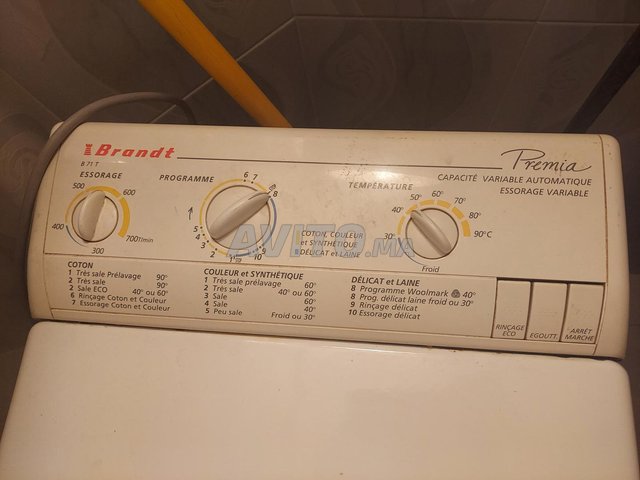 Brandt
B 71 T
Premia
CAPACITÉ VARIABLE AUTOMATIQUE
ESSORAGE VARIABLE
ESSORAGE
500
600
400
700T/min
300
PROGRAMME
6
7
8
5
4
3
2
1
10
TEMPÉRATURE
50°
60°
40°
70°
80°
30°
90°C
Froid
COTON, COULEUR
et SYNTHÉTIQUE
DÉLICAT et LAINE
AVITO.MA
COTON
1 Très sale Prélavage 90°
2 Très sale 90°
2 Sale ECO 40° ou 60°
6 Rinçage Coton et Couleur
7 Essorage Coton et Couleur
COULEUR et SYNTHÉTIQUE
1 Très sale prélavage 60°
2 Très sale 40° ou 60°
3 Sale 60°
4 Sale 40°
5 Peu sale Froid ou 30°
DÉLICAT et LAINE
8 Programme Woolmark 40°
8 Prog. délicat laine froid ou 30°
9 Rinçage délicat
10 Essorage délicat
RINÇAGE
ECO
EGOUTT.
ARRÊT
MARCHE